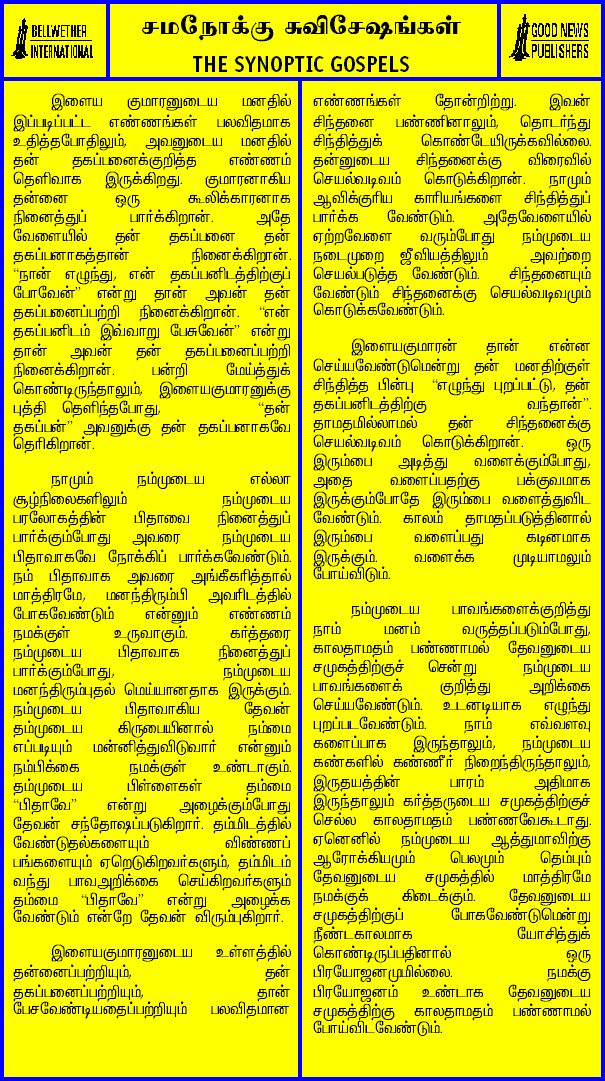 BELLWETHER
INTERNATIONAL
சமநோக்கு சுவிசேஷங்கள்
THE SYNOPTIC GOSPELS
GOOD NEWS
PUBLISHERS
இளைய குமாரனுடைய மனதில்
இப்படிப்பட்ட எண்ணங்கள் பலவிதமாக
உதித்தபோதிலும், அவனுடைய மனதில்
தன் தகப்பனைக்குறித்த எண்ணம்
தெளிவாக இருக்கிறது. குமாரனாகிய
தன்னை ஒரு கூலிக்காரனாக
நினைத்துப் பார்க்கிறான். அதே
வேளையில் தன் தகப்பனை தன்
தகப்பனாகத்தான் நினைக்கிறான்.
“நான் எழுந்து, என் தகப்பனிடத்திற்குப்
போவேன்” என்று தான் அவன் தன்
தகப்பனைப்பற்றி நினைக்கிறான். “என்
தகப்பனிடம் இவ்வாறு பேசுவேன்” என்று
தான் அவன் தன் தகப்பனைப்பற்றி
நினைக்கிறான். பன்றி மேய்த்துக்
கொண்டிருந்தாலும், இளையகுமாரனுக்கு
புத்தி தெளிந்தபோது, “தன்
தகப்பன்” அவனுக்கு தன் தகப்பனாகவே
தெரிகிறான்.
நாமும் நம்முடைய எல்லா
சூழ்நிலைகளிலும் நம்முடைய
பரலோகத்தின் பிதாவை நினைத்துப்
பார்க்கும்போது அவரை நம்முடைய
பிதாவாகவே நோக்கிப் பார்க்கவேண்டும்.
நம் பிதாவாக அவரை அங்கீகரித்தால்
மாத்திரமே, மனந்திரும்பி அவரிடத்தில்
போகவேண்டும் என்னும் எண்ணம்
நமக்குள் உருவாகும். கர்த்தரை
நம்முடைய பிதாவாக நினைத்துப்
பார்க்கும்போது, நம்முடைய
மனந்திரும்புதல் மெய்யானதாக இருக்கும்.
நம்முடைய பிதாவாகிய தேவன்
தம்முடைய கிருபையினால் நம்மை
எப்படியும் மன்னித்துவிடுவார் என்னும்
நம்பிக்கை நமக்குள் உண்டாகும்.
தம்முடைய பிள்ளைகள் தம்மை
“பிதாவே” என்று அழைக்கும்போது
தேவன் சந்தோஷப்படுகிறார். தம்மிடத்தில்
வேண்டுதல்களையும் விண்ணப்
பங்களையும் ஏறெடுகிறவர்களும், தம்மிடம்
வந்து பாவஅறிக்கை செய்கிறவர்களும்
தம்மை “பிதாவே” என்று அழைக்க
வேண்டும் என்றே தேவன் விரும்புகிறார்.
இளையகுமாரனுடைய உள்ளத்தில்
தன்னைப்பற்றியும், தன்
தகப்பனைப்பற்றியும், தான்
பேசவேண்டியதைப்பற்றியும் பலவிதமான
எண்ணங்கள் தோன்றிற்று. இவன்
சிந்தனை பண்ணினாலும், தொடர்ந்து
சிந்தித்துக் கொண்டேயிருக்கவில்லை.
தன்னுடைய சிந்தனைக்கு விரைவில்
செயல்வடிவம் கொடுக்கிறான். நாமும்
ஆவிக்குரிய காரியங்களை சிந்தித்துப்
பார்க்க வேண்டும். அதேவேளையில்
ஏற்றவேளை வரும்போது நம்முடைய
நடைமுறை ஜீவியத்திலும் அவற்றை
செயல்படுத்த வேண்டும். சிந்தனையும்
வேண்டும் சிந்தனைக்கு செயல்வடிவமும்
கொடுக்கவேண்டும்.
இளையகுமாரன் தான் என்ன
செய்யவேண்டுமென்று தன் மனதிற்குள்
சிந்தித்த பின்பு “எழுந்து புறப்பட்டு, தன்
தகப்பனிடத்திற்கு வந்தான்”.
தாமதமில்லாமல் தன் சிந்தனைக்கு
செயல்வடிவம் கொடுக்கிறான். ஒரு
இரும்பை அடித்து வளைக்கும்போது,
அதை வளைப்பதற்கு பக்குவமாக
இருக்கும்போதே இரும்பை வளைத்துவிட
வேண்டும். காலம் தாமதப்படுத்தினால்
இரும்பை வளைப்பது கடினமாக
இருக்கும். வளைக்க முடியாமலும்
போய்விடும்.
நம்முடைய பாவங்களைக்குறித்து
நாம் மனம் வருத்தப்படும்போது,
காலதாமதம் பண்ணாமல் தேவனுடைய
சமுகத்திற்குச் சென்று நம்முடைய
பாவங்களைக் குறித்து அறிக்கை
செய்யவேண்டும். உடனடியாக எழுந்து
புறப்படவேண்டும். நாம் எவ்வளவு
களைப்பாக இருந்தாலும், நம்முடைய
கண்களில் கண்ணீர் நிறைந்திருந்தாலும்,
இருதயத்தின் பாரம் அதிமாக
இருந்தாலும் கர்த்தருடைய சமுகத்திற்குச்
செல்ல காலதாமதம் பண்ணவேகூடாது.
ஏனெனில் நம்முடைய ஆத்துமாவிற்கு
ஆரோக்கியமும் பெலமும் தெம்பும்
தேவனுடைய சமுகத்தில் மாத்திரமே
நமக்குக் கிடைக்கும். தேவனுடைய
சமுகத்திற்குப் போகவேண்டுமென்று
நீண்டகாலமாக யோசித்துக்
கொண்டிருப்பதினால் ஒரு
பிரயோஜனமுமில்லை. நமக்கு
பிரயோஜனம் உண்டாக தேவனுடைய
சமுகத்திற்கு காலதாமதம் பண்ணாமல்
போய்விடவேண்டும்.